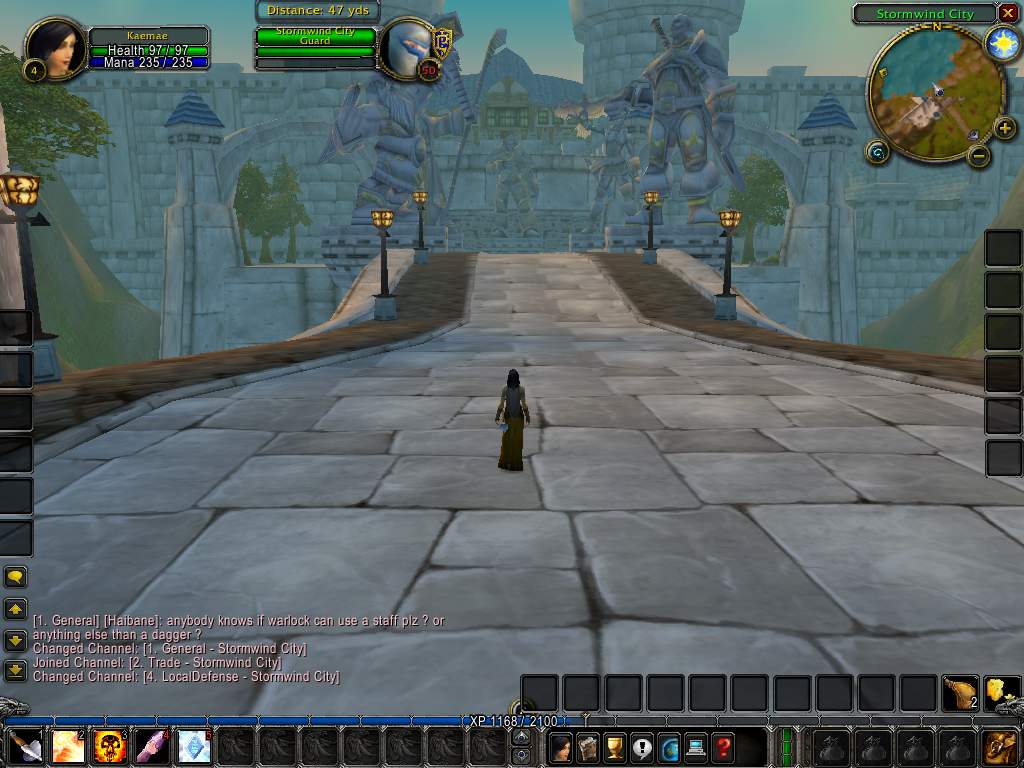 Distance: 47 yds
Stormwind City
Kaemae
Stormwind City
Guard
Health 97 / 97
Mana 235 / 235
4
50
N
[1. General] [Haibane]: anybody knows if warlock can use a staff plz ? or
anything else than a dagger ?
Changed Channel: [1. General - Stormwind City]
Joined Channel: [2. Trade - Stormwind City]
Changed Channel: [4. LocalDefense - Stormwind City]
2
XP 1168 / 2100
2